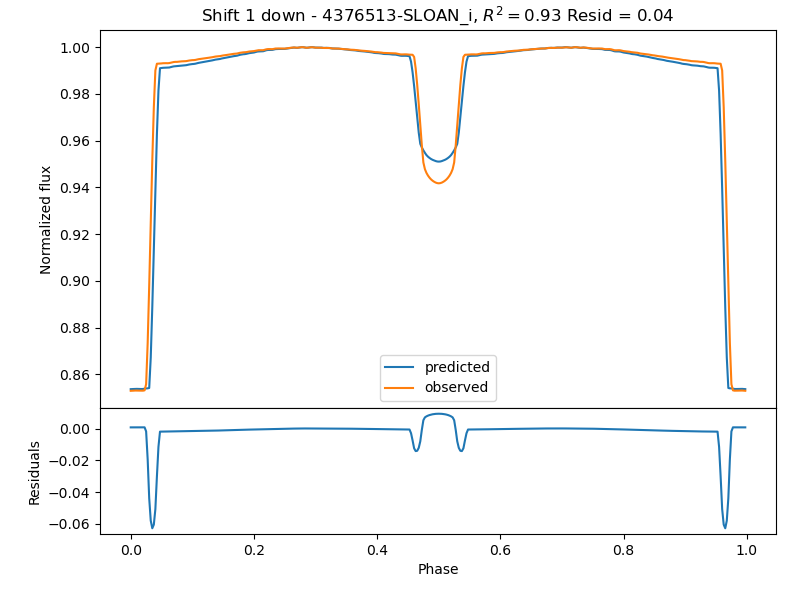 Shift 1 down - 4376513-SLOAN_i, R² = 0.93 Resid = 0.04
Normalized flux
1.00
0.98
0.96
0.94
0.92
0.90
0.88
0.86
predicted
observed
Residuals
0.00
−0.02
−0.04
−0.06
0.0 0.2 0.4 0.6 0.8 1.0
Phase